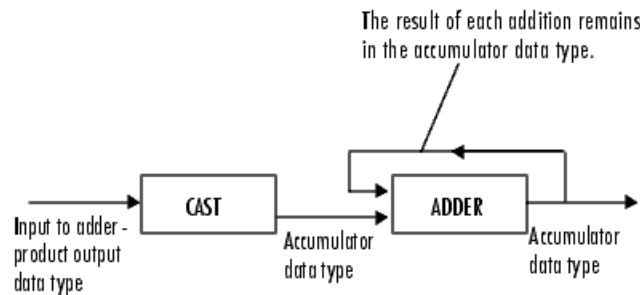 The result of each addition remains
in the accumulator data type.
CAST
ADDER
Input to adder -
product output
data type
Accumulator
data type
Accumulator
data type